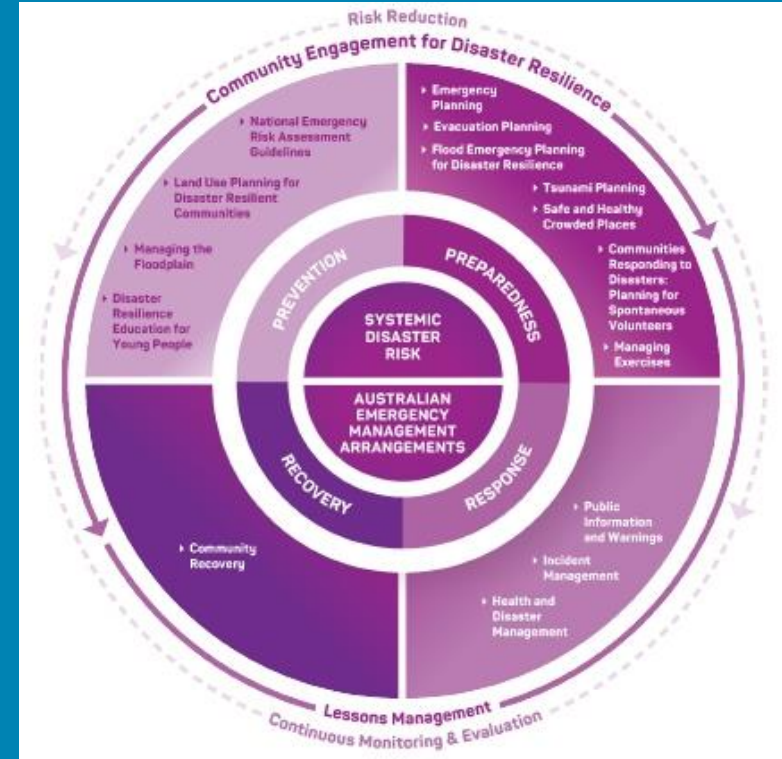 Risk Reduction
Community Engagement for Disaster Resilience
National Emergency
Risk Assessment
Guidelines
Land Use Planning for
Disaster Resilient
Communities
Managing the
Floodplain
Disaster
Resilience
Education for
Young People
Emergency
Planning
Evacuation Planning
Flood Emergency Planning
for Disaster Resilience
Tsunami Planning
Safe and Healthy
Crowded Places
Communities
Responding to
Disasters:
Planning for
Spontaneous
Volunteers
Managing
Exercises
PREVENTION
PREPAREDNESS
SYSTEMIC
DISASTER
RISK
AUSTRALIAN
EMERGENCY
MANAGEMENT
ARRANGEMENTS
RECOVERY
RESPONSE
Community
Recovery
Public
Information
and Warnings
Incident
Management
Health and
Disaster
Management
Lessons Management
Continuous Monitoring & Evaluation